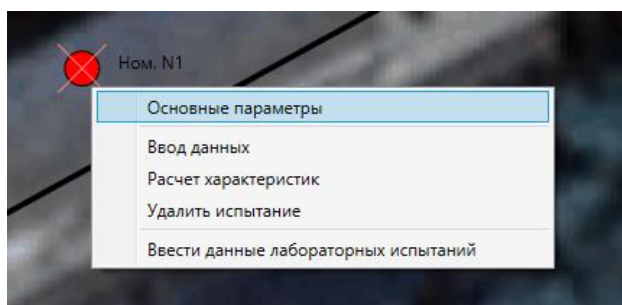 Ном. N1
Основные параметры
Ввод данных
Расчет характеристик
Удалить испытание
Ввести данные лабораторных испытаний